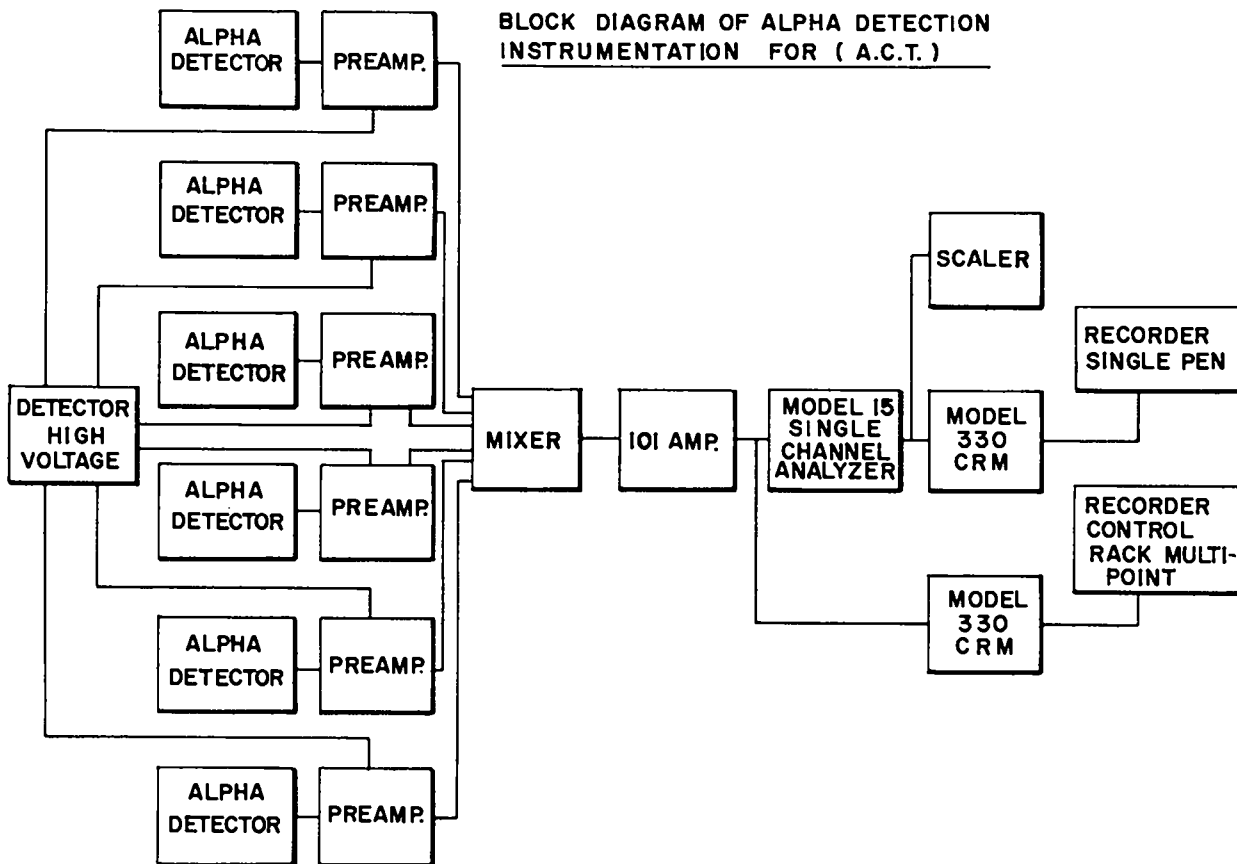 BLOCK DIAGRAM OF ALPHA DETECTION
INSTRUMENTATION FOR ( A.C.T. )
ALPHA
DETECTOR
PREAMP.
ALPHA
DETECTOR
PREAMP.
ALPHA
DETECTOR
PREAMP.
ALPHA
DETECTOR
PREAMP.
ALPHA
DETECTOR
PREAMP.
ALPHA
DETECTOR
PREAMP.
DETECTOR
HIGH
VOLTAGE
MIXER
101 AMP.
MODEL 15
SINGLE
CHANNEL
ANALYZER
SCALER
MODEL
330
CRM
RECORDER
SINGLE PEN
MODEL
330
CRM
RECORDER
CONTROL
RACK MULTI-
POINT